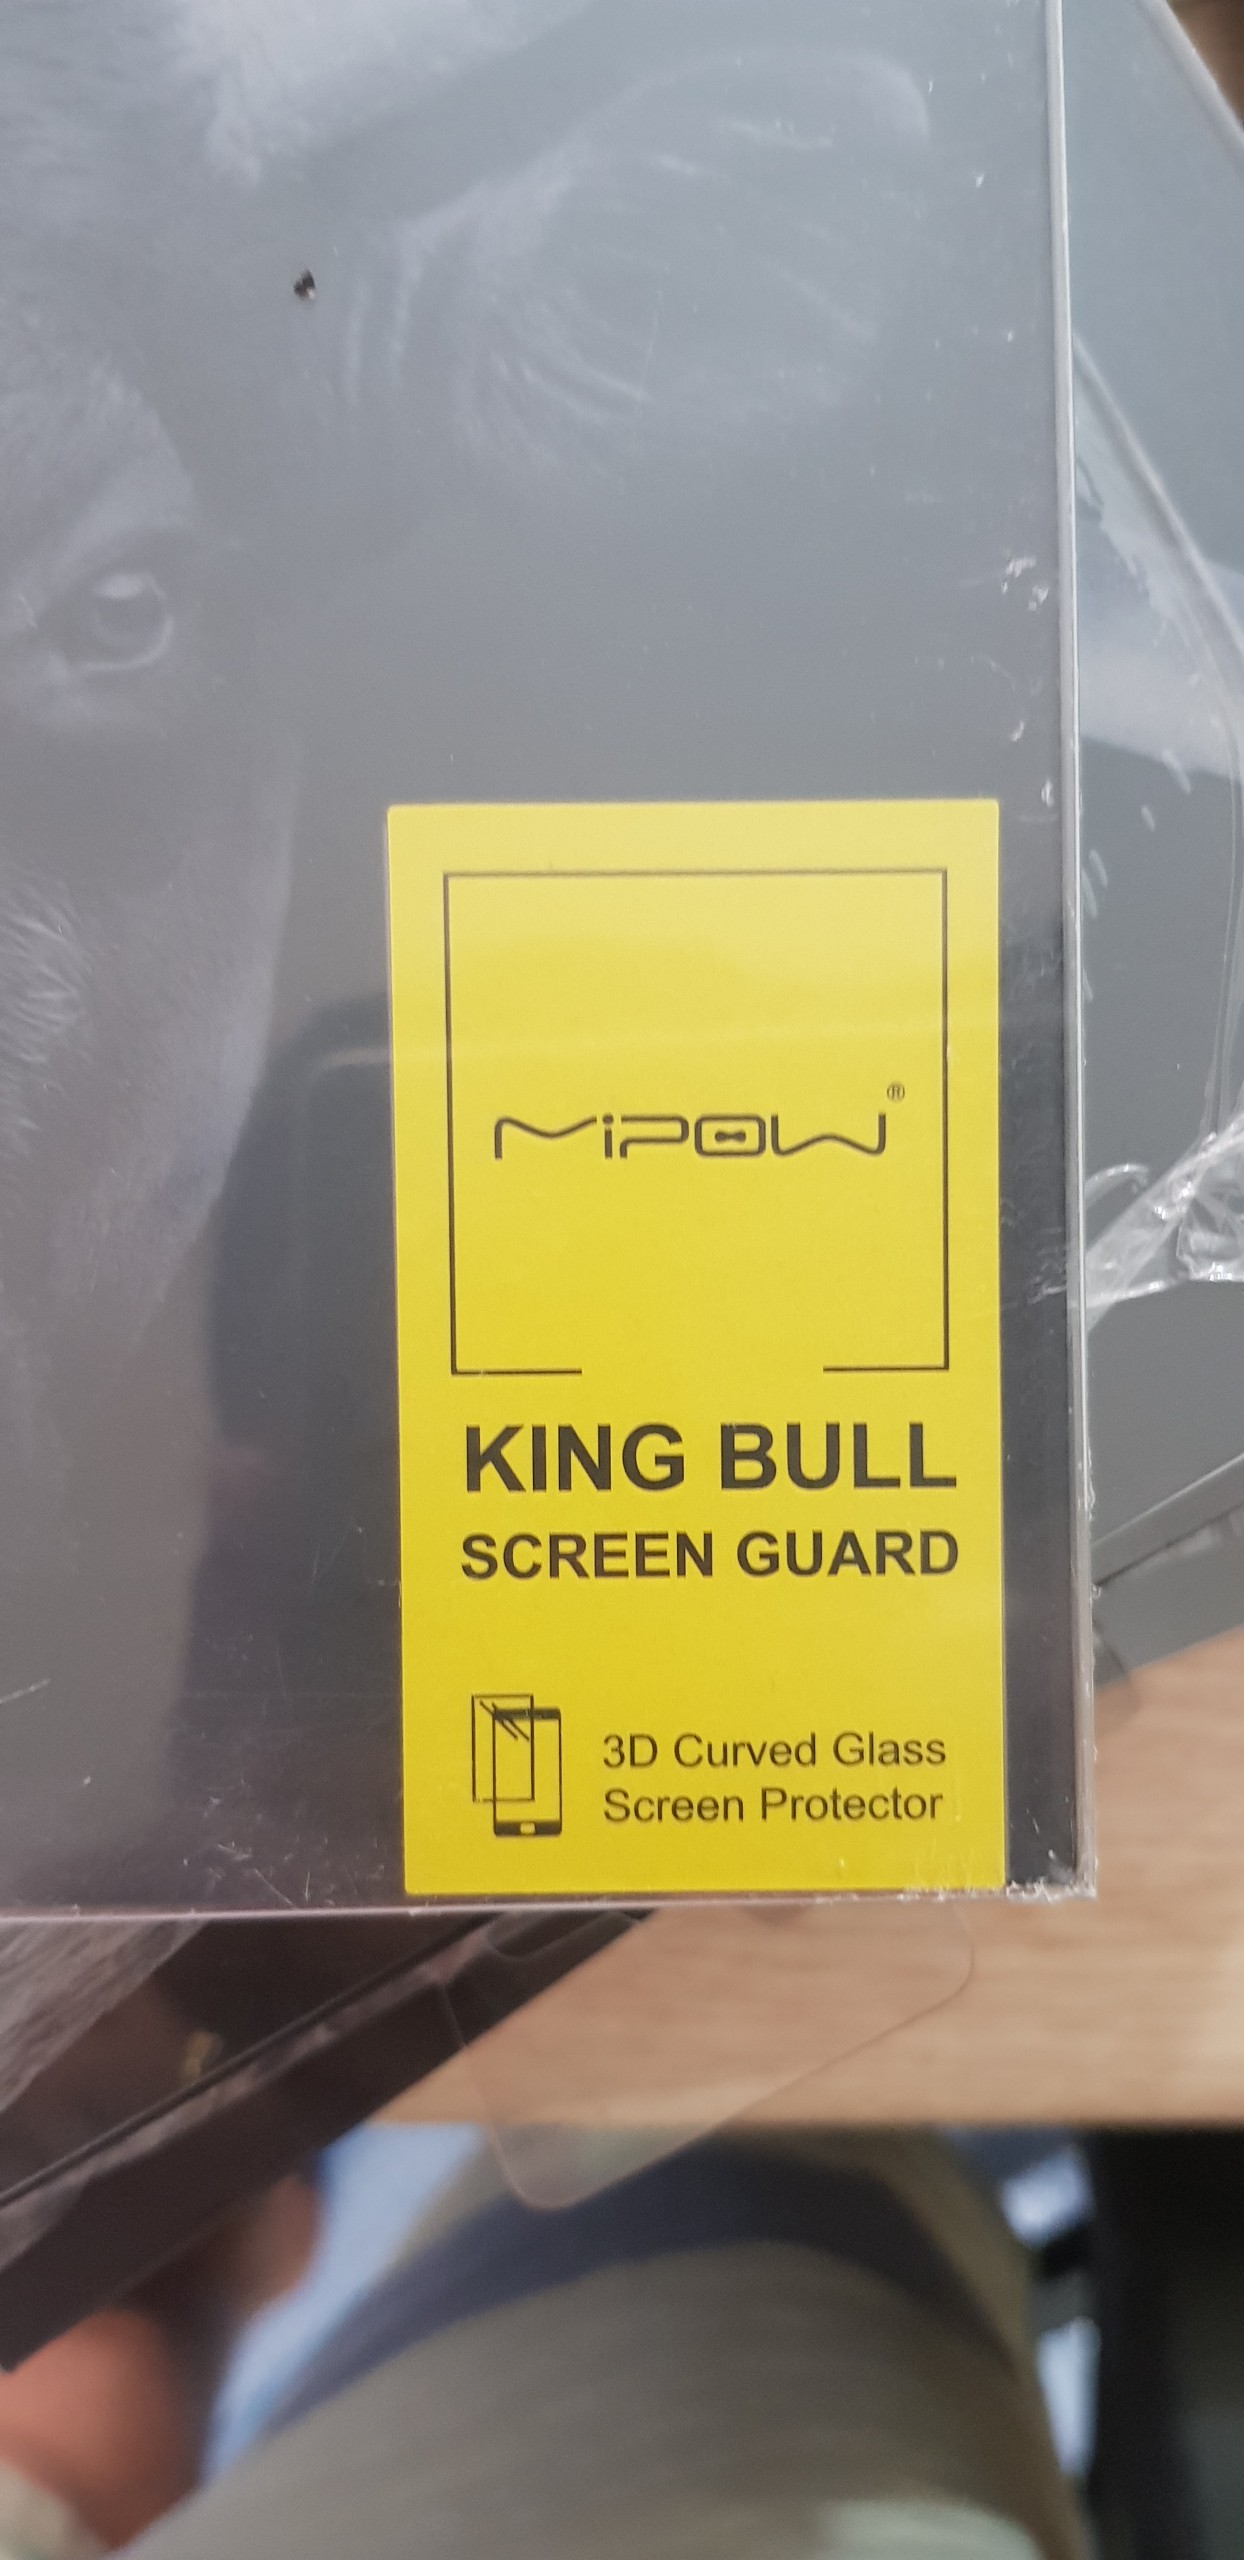 MIPOW®
KING BULL
SCREEN GUARD
3D Curved Glass
Screen Protector